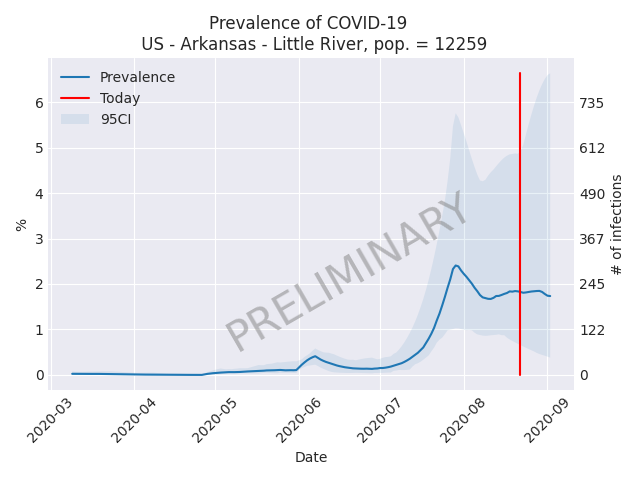 Prevalence of COVID-19
US - Arkansas - Little River, pop. = 12259
Prevalence
Today
95CI
PRELIMINARY
6
5
4
3
2
1
0
%
735
612
490
367
245
122
0
# of infections
2020-03
2020-04
2020-05
2020-06
2020-07
2020-08
2020-09
Date